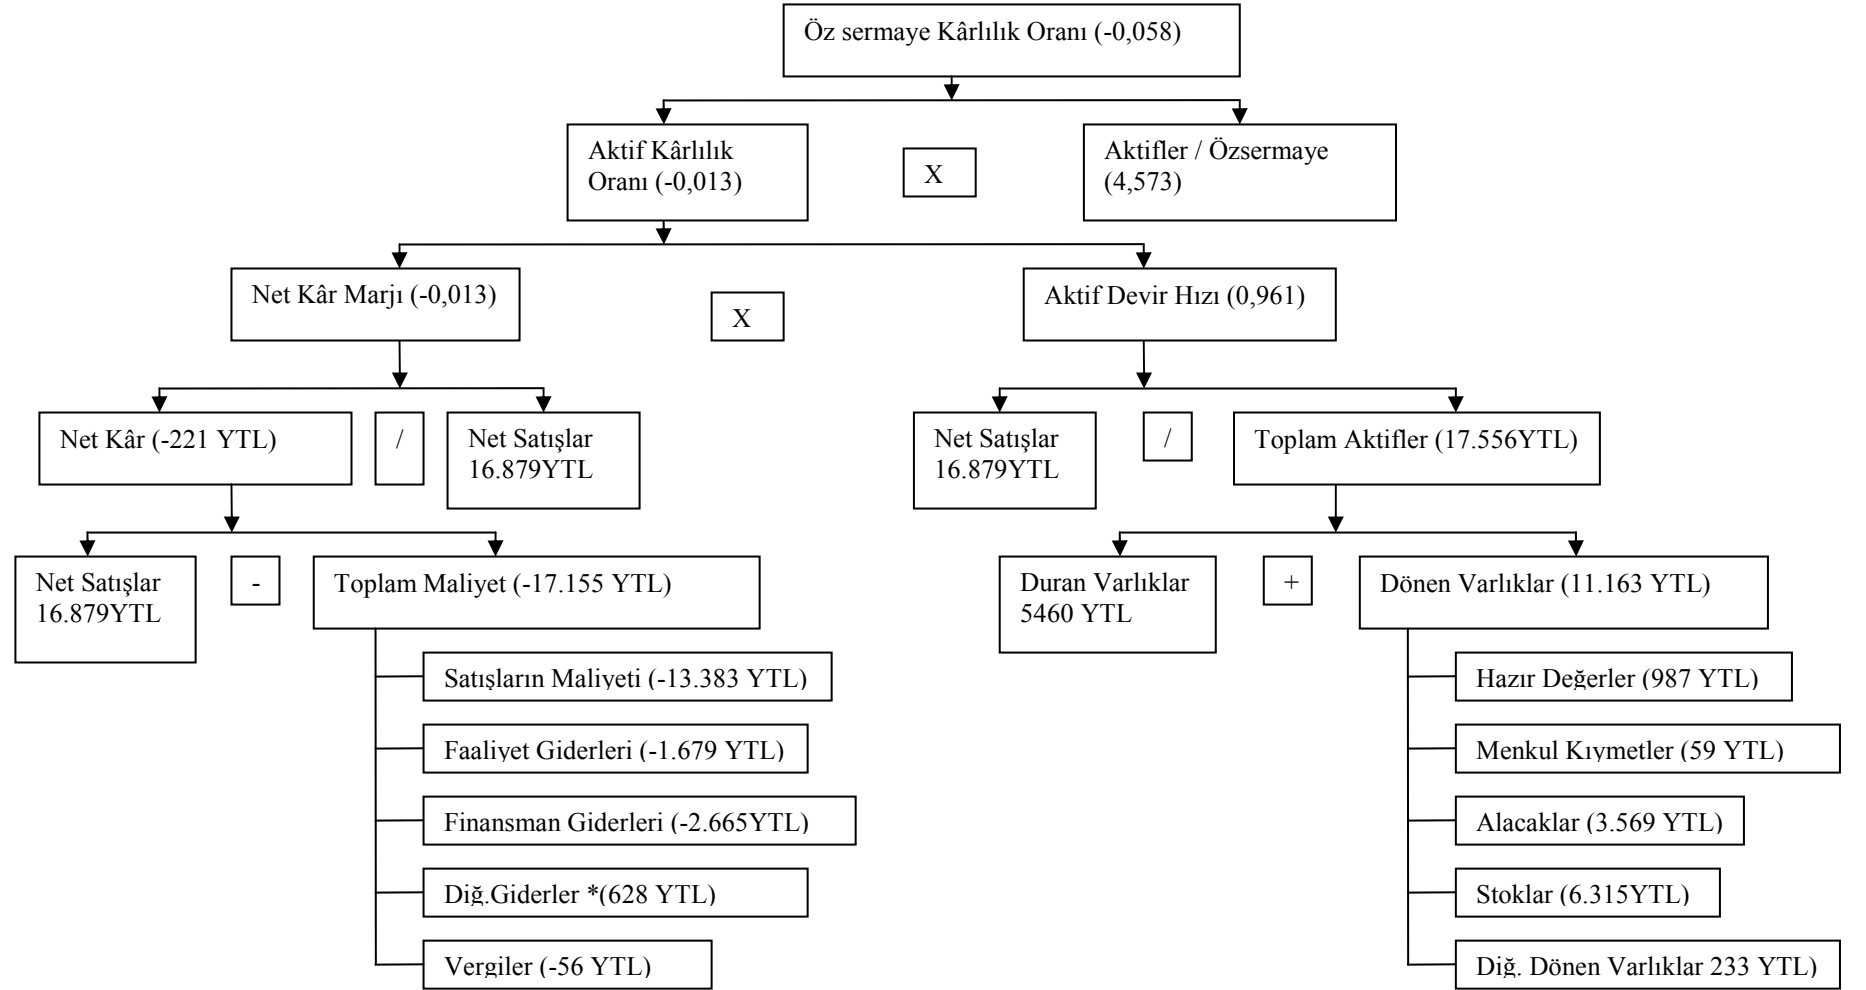 Öz sermaye Kârlılık Oranı (-0,058)
Aktif Kârlılık
Oranı (-0,013)
X
Aktifler / Özsermaye
(4,573)
Net Kâr Marjı (-0,013)
X
Aktif Devir Hızı (0,961)
Net Kâr (-221 YTL)
/
Net Satışlar
16.879YTL
Net Satışlar
16.879YTL
/
Toplam Aktifler (17.556YTL)
Net Satışlar
16.879YTL
-
Toplam Maliyet (-17.155 YTL)
Duran Varlıklar
5460 YTL
+
Dönen Varlıklar (11.163 YTL)
Satışların Maliyeti (-13.383 YTL)
Hazır Değerler (987 YTL)
Faaliyet Giderleri (-1.679 YTL)
Menkul Kıymetler (59 YTL)
Finansman Giderleri (-2.665YTL)
Alacaklar (3.569 YTL)
Diğ.Giderler *(628 YTL)
Stoklar (6.315YTL)
Vergiler (-56 YTL)
Diğ. Dönen Varlıklar 233 YTL)